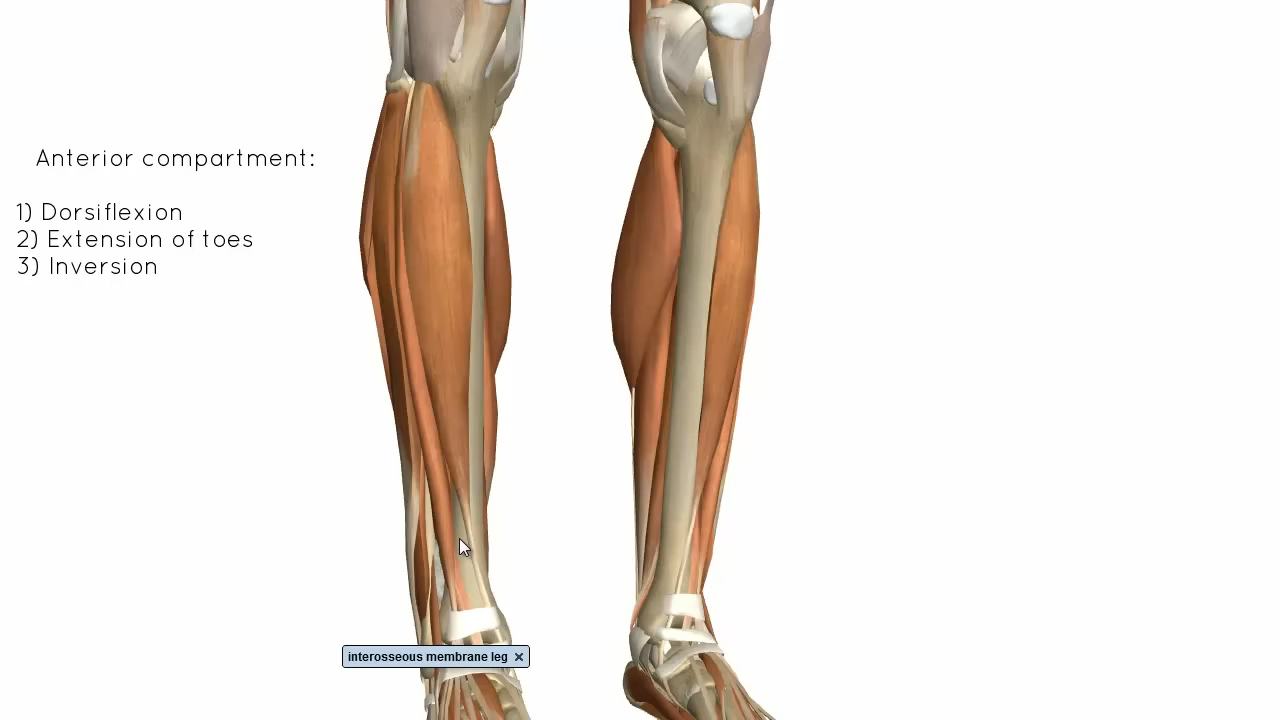 Anterior compartment:
1) Dorsiflexion
2) Extension of toes
3) Inversion
interosseous membrane leg ×